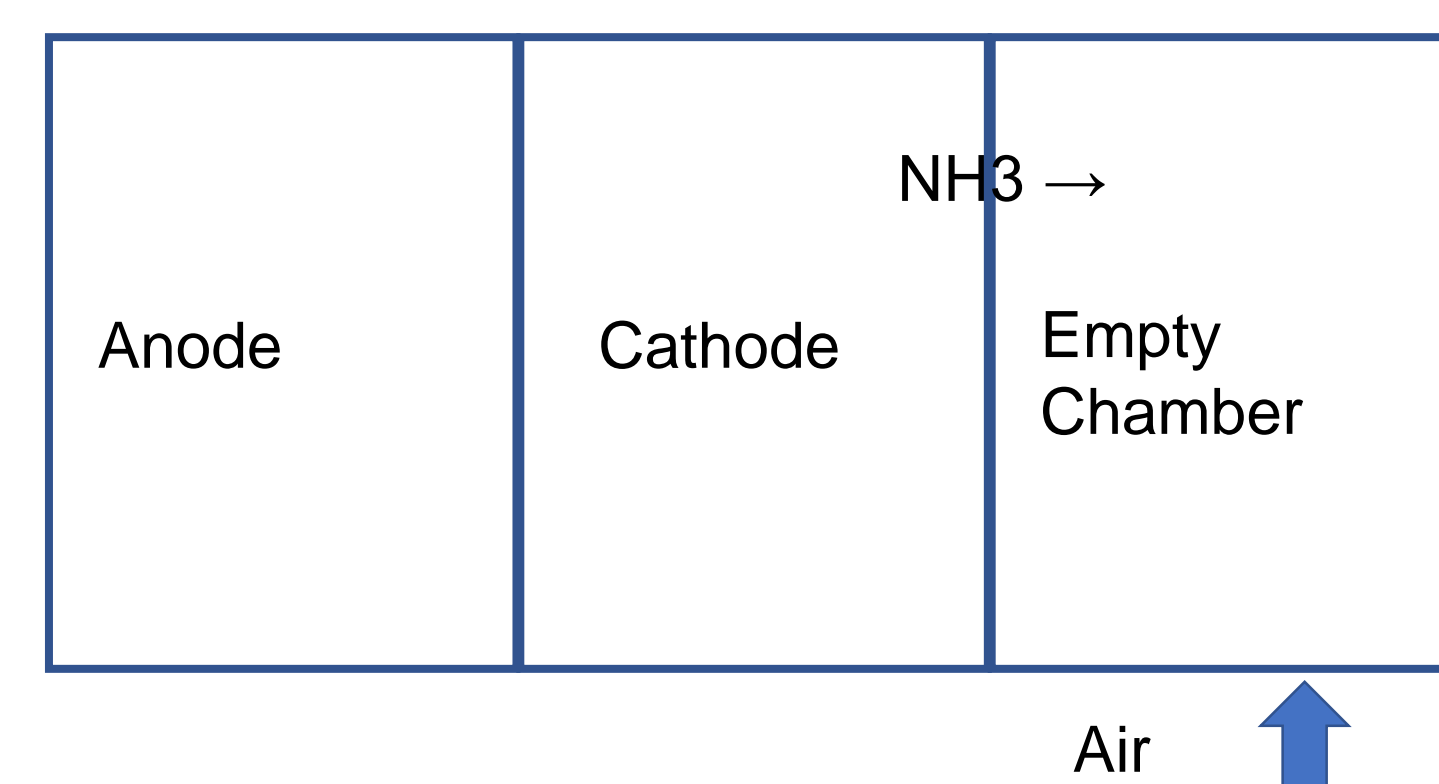 NH3 →
Anode
Cathode
Empty
Chamber
Air